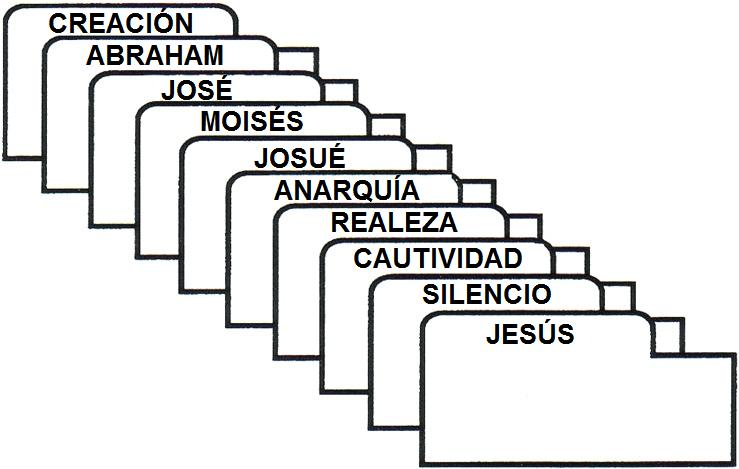 CREACIÓN
ABRAHAM
JOSÉ
MOISÉS
JOSUÉ
ANARQUÍA
REALEZA
CAUTIVIDAD
SILENCIO
JESÚS